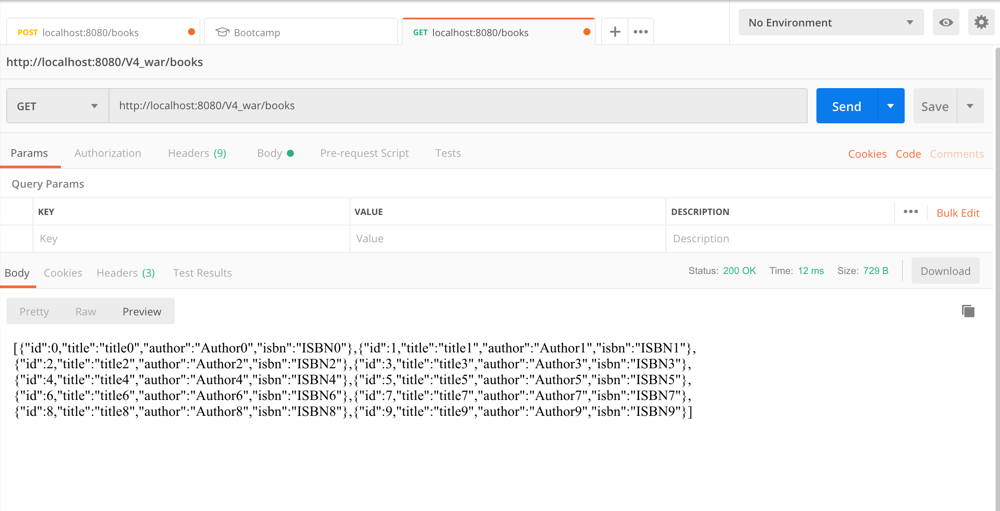 POST localhost:8080/books
Bootcamp
GET localhost:8080/books
No Environment
http://localhost:8080/V4_war/books
GET
http://localhost:8080/V4_war/books
Send
Save
Params
Authorization
Headers (9)
Body
Pre-request Script
Tests
Cookies
Code
Comments
Query Params
KEY
VALUE
DESCRIPTION
Bulk Edit
Key
Value
Description
Body
Cookies
Headers (3)
Test Results
Status: 200 OK
Time: 12 ms
Size: 729 B
Download
Pretty
Raw
Preview
[{"id":0,"title":"title0","author":"Author0","isbn":"ISBN0"},{"id":1,"title":"title1","author":"Author1","isbn":"ISBN1"},
{"id":2,"title":"title2","author":"Author2","isbn":"ISBN2"},{"id":3,"title":"title3","author":"Author3","isbn":"ISBN3"},
{"id":4,"title":"title4","author":"Author4","isbn":"ISBN4"},{"id":5,"title":"title5","author":"Author5","isbn":"ISBN5"},
{"id":6,"title":"title6","author":"Author6","isbn":"ISBN6"},{"id":7,"title":"title7","author":"Author7","isbn":"ISBN7"},
{"id":8,"title":"title8","author":"Author8","isbn":"ISBN8"},{"id":9,"title":"title9","author":"Author9","isbn":"ISBN9"}]